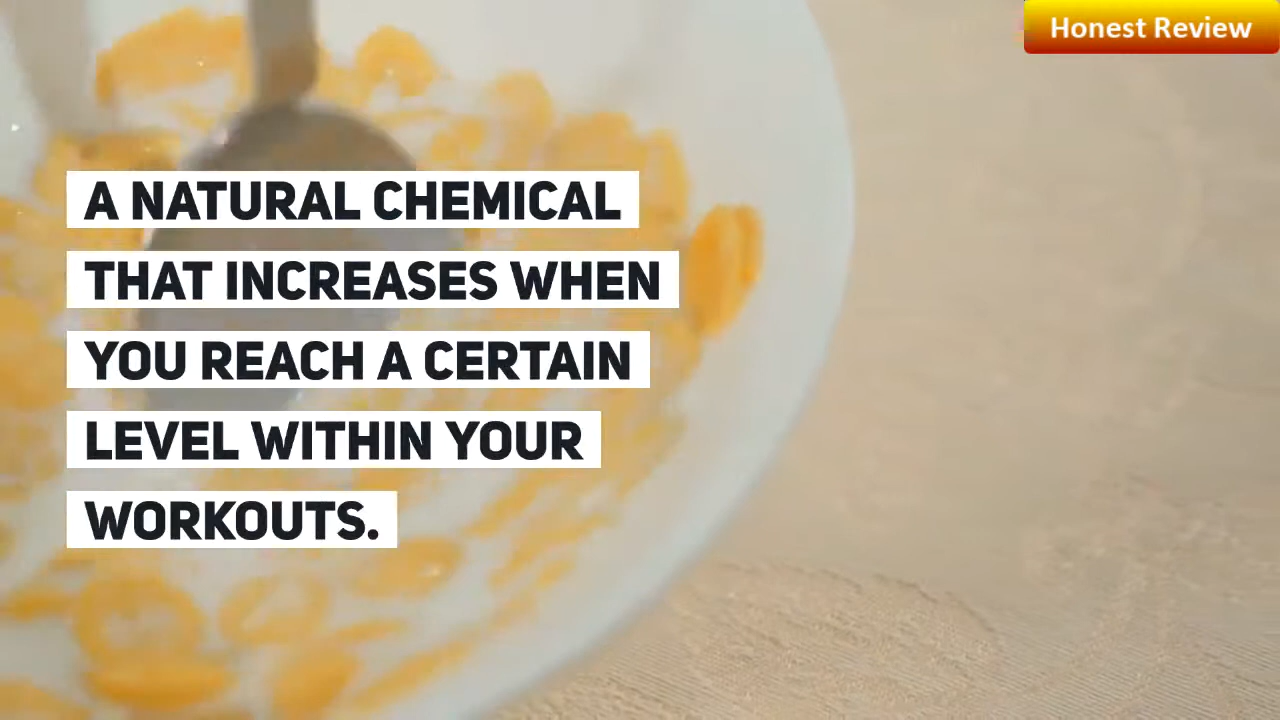 Honest Review
A NATURAL CHEMICAL
THAT INCREASES WHEN
YOU REACH A CERTAIN
LEVEL WITHIN YOUR
WORKOUTS.